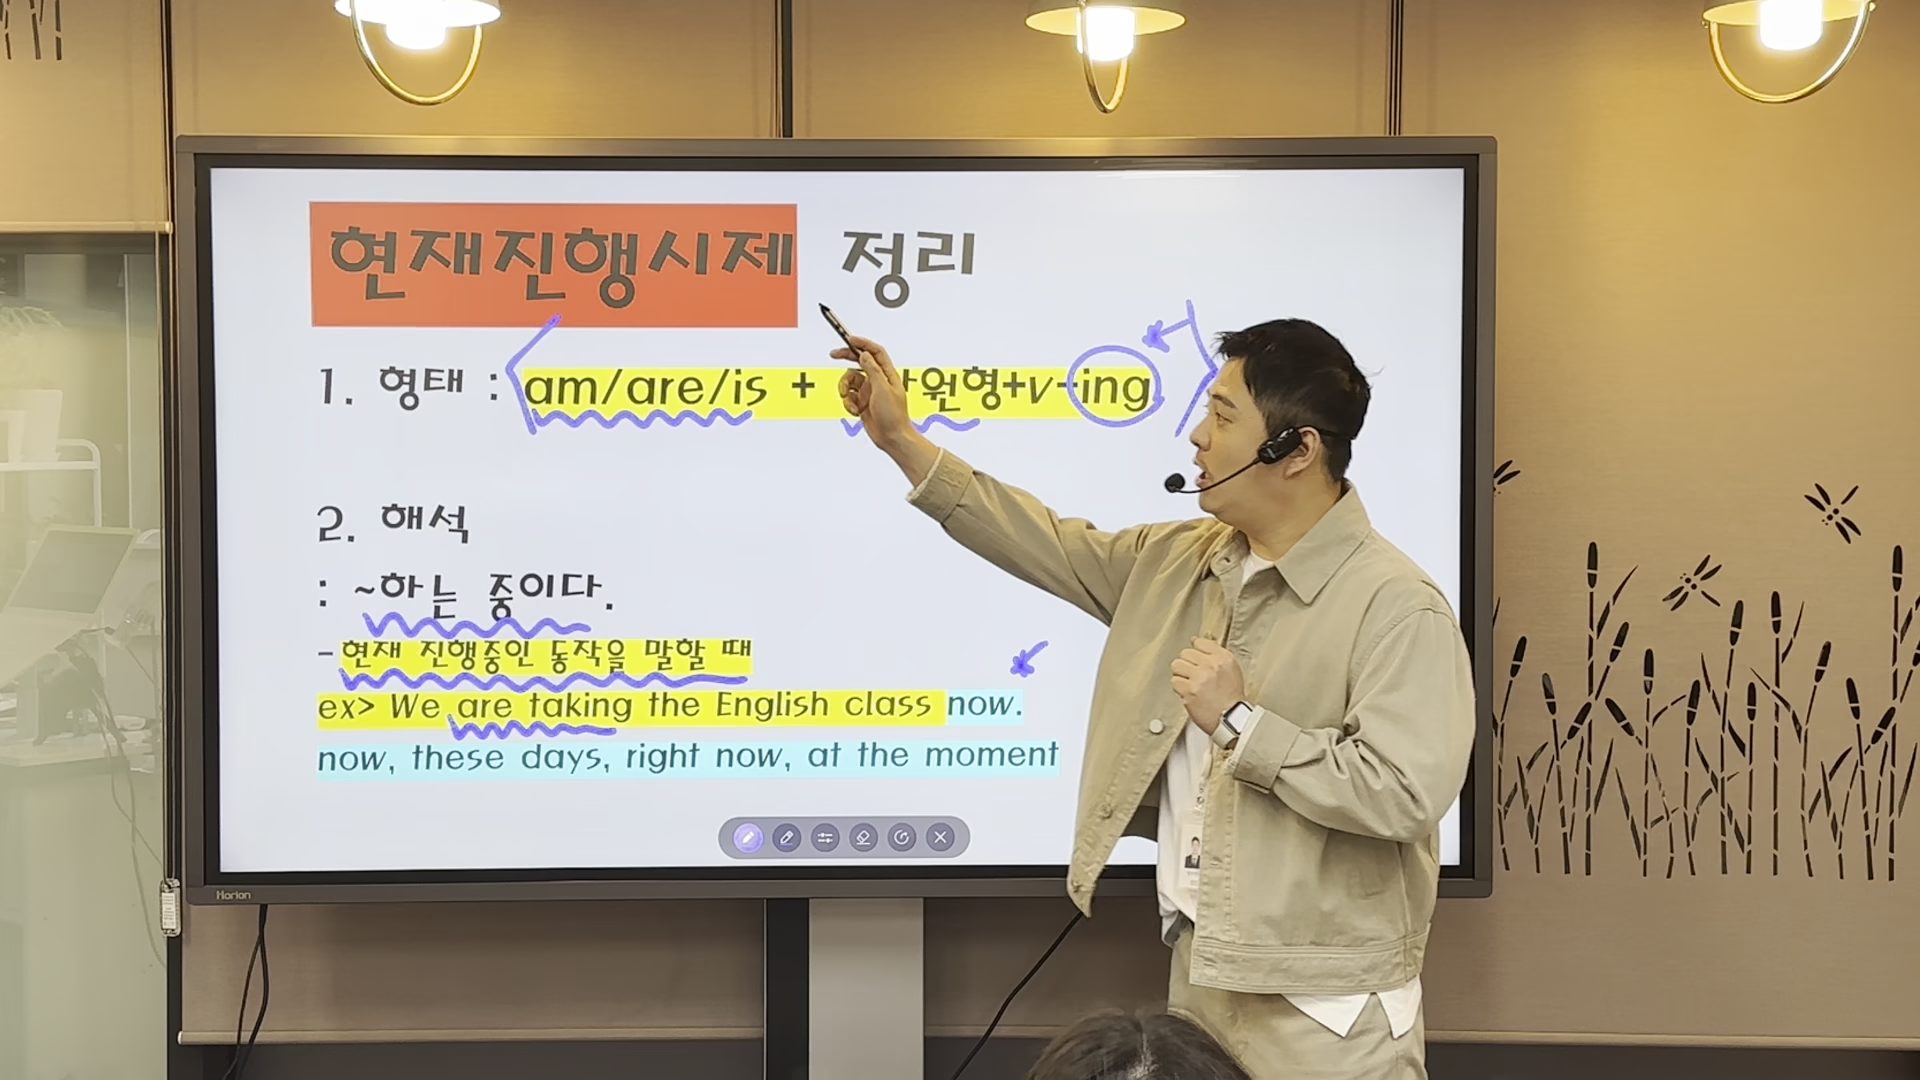 현재진행시제 정리
1. 형태 : am/are/is + 원형+v-ing
2. 해석
: ~하는 중이다.
-현재 진행중인 동작을 말할 때
ex> We are taking the English class now.
now, these days, right now, at the moment
Horion